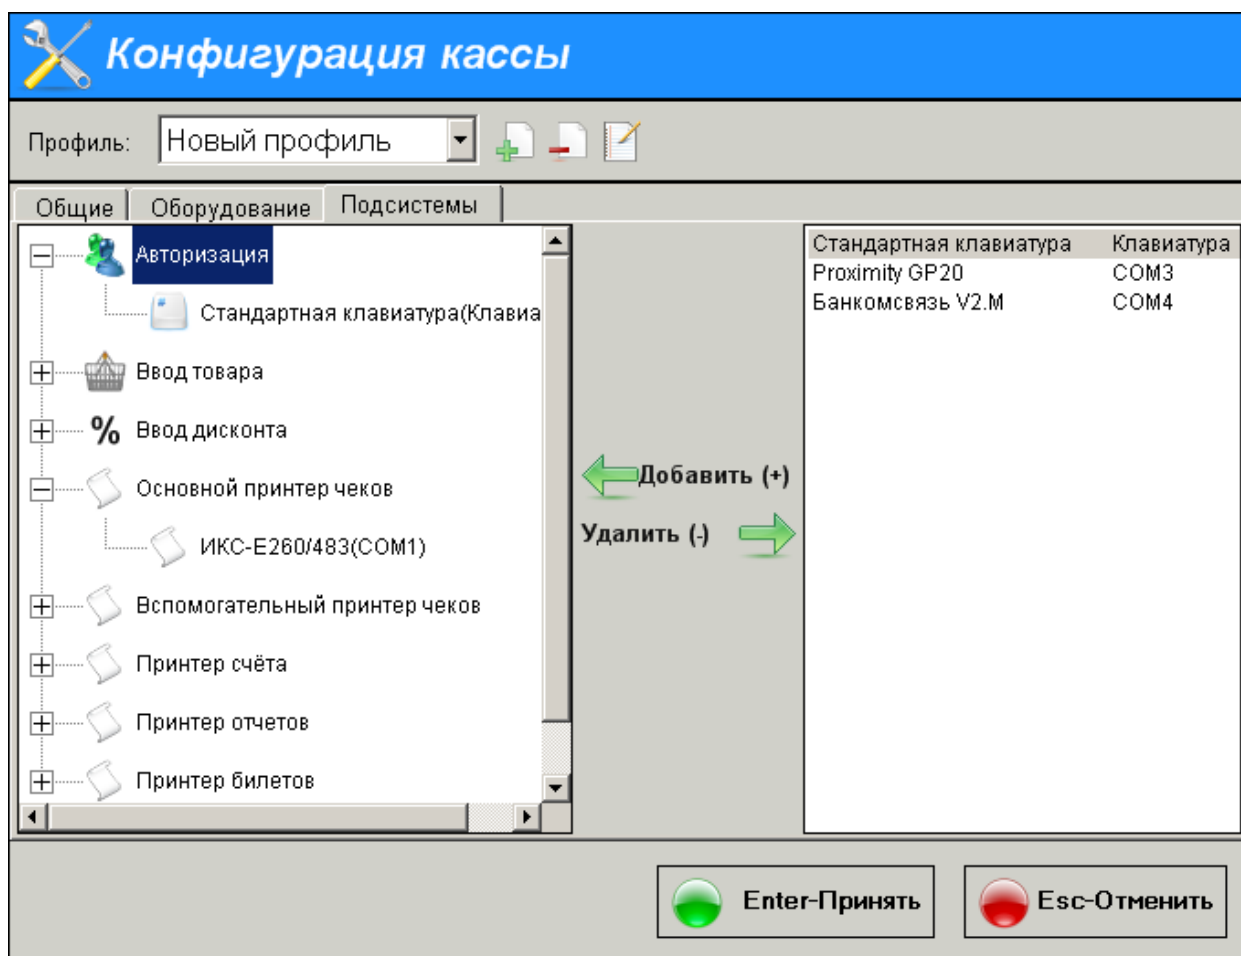 Конфигурация кассы
Профиль: Новый профиль
Общие Оборудование Подсистемы
Авторизация
Стандартная клавиатура(Клавиа
Ввод товара
% Ввод дисконта
Основной принтер чеков
ИКС-Е260/483(COM1)
Вспомогательный принтер чеков
Принтер счёта
Принтер отчетов
Принтер билетов
Добавить (+)
Удалить (-)
Стандартная клавиатура Клавиатура
Proximity GP20 COM3
Банкомсвязь V2.M COM4
Enter-Принять
Esc-Отменить